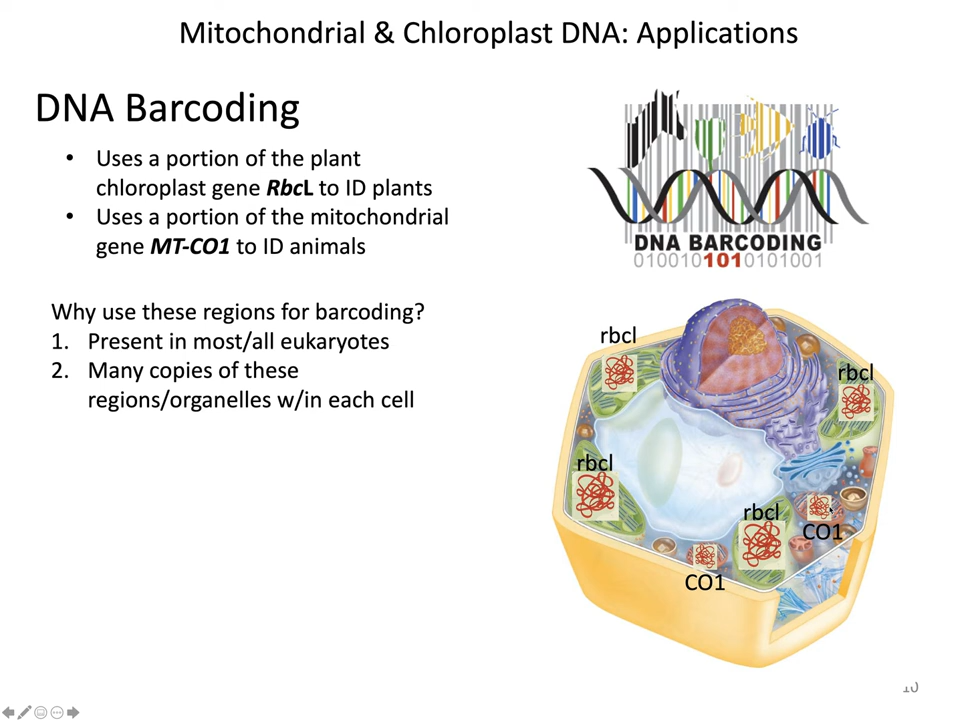 Mitochondrial & Chloroplast DNA: Applications
DNA Barcoding
• Uses a portion of the plant
chloroplast gene RbcL to ID plants
• Uses a portion of the mitochondrial
gene MT-CO1 to ID animals
Why use these regions for barcoding?
1. Present in most/all eukaryotes
2. Many copies of these
regions/organelles w/in each cell
DNA BARCODING
0100101010101001
rbcl
rbcl
rbcl
rbcl
CO1
CO1
10